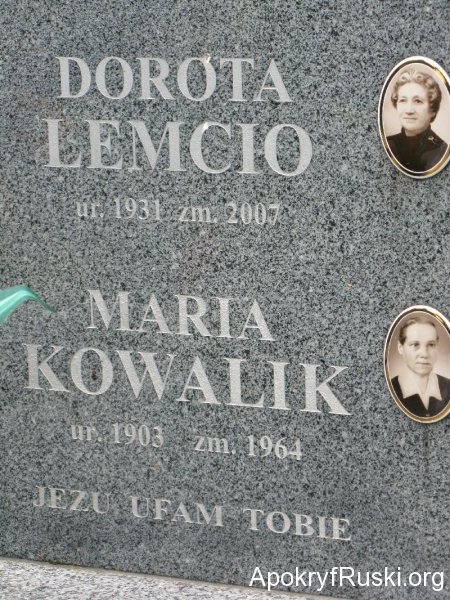 DOROTA
ŁEMCIO
ur. 1931 zm. 2007
MARIA
KOWALIK
ur. 1903 zm. 1964
JEZU UFAM TOBIE
ApokryfRuski.org